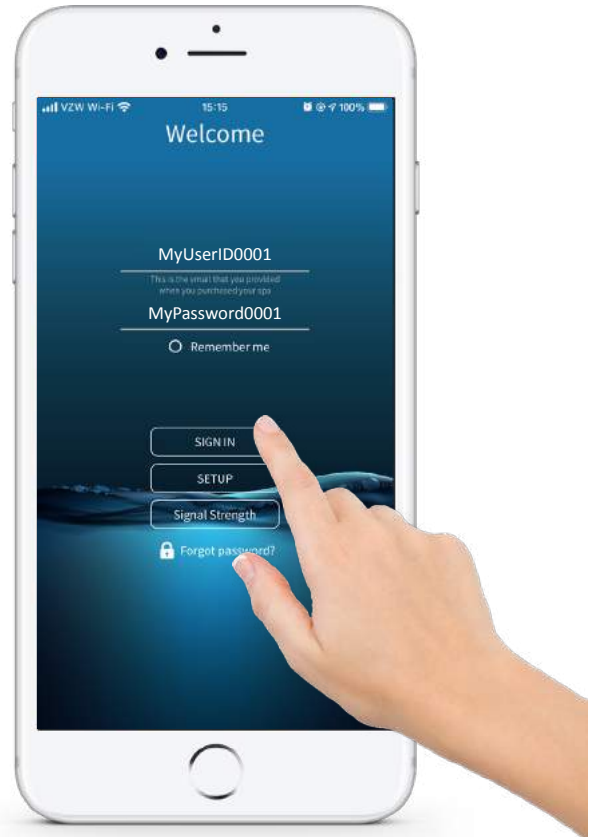 VZW Wi-Fi 15:15 100%
Welcome
MyUserID0001
This is the email that you provided
when you purchased your spa
MyPassword0001
Remember me
SIGN IN
SETUP
Signal Strength
Forgot password?